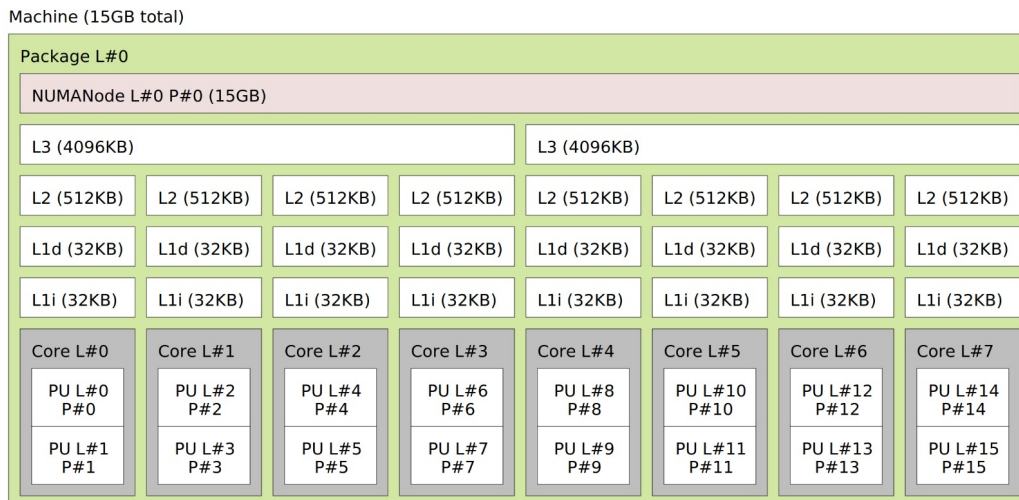 Machine (15GB total)
Package L#0
NUMANode L#0 P#0 (15GB)
L3 (4096KB) L3 (4096KB)
L2 (512KB) L2 (512KB) L2 (512KB) L2 (512KB) L2 (512KB) L2 (512KB) L2 (512KB) L2 (512KB)
L1d (32KB) L1d (32KB) L1d (32KB) L1d (32KB) L1d (32KB) L1d (32KB) L1d (32KB) L1d (32KB)
L1i (32KB) L1i (32KB) L1i (32KB) L1i (32KB) L1i (32KB) L1i (32KB) L1i (32KB) L1i (32KB)
Core L#0 Core L#1 Core L#2 Core L#3 Core L#4 Core L#5 Core L#6 Core L#7
PU L#0 PU L#2 PU L#4 PU L#6 PU L#8 PU L#10 PU L#12 PU L#14
P#0 P#2 P#4 P#6 P#8 P#10 P#12 P#14
PU L#1 PU L#3 PU L#5 PU L#7 PU L#9 PU L#11 PU L#13 PU L#15
P#1 P#3 P#5 P#7 P#9 P#11 P#13 P#15